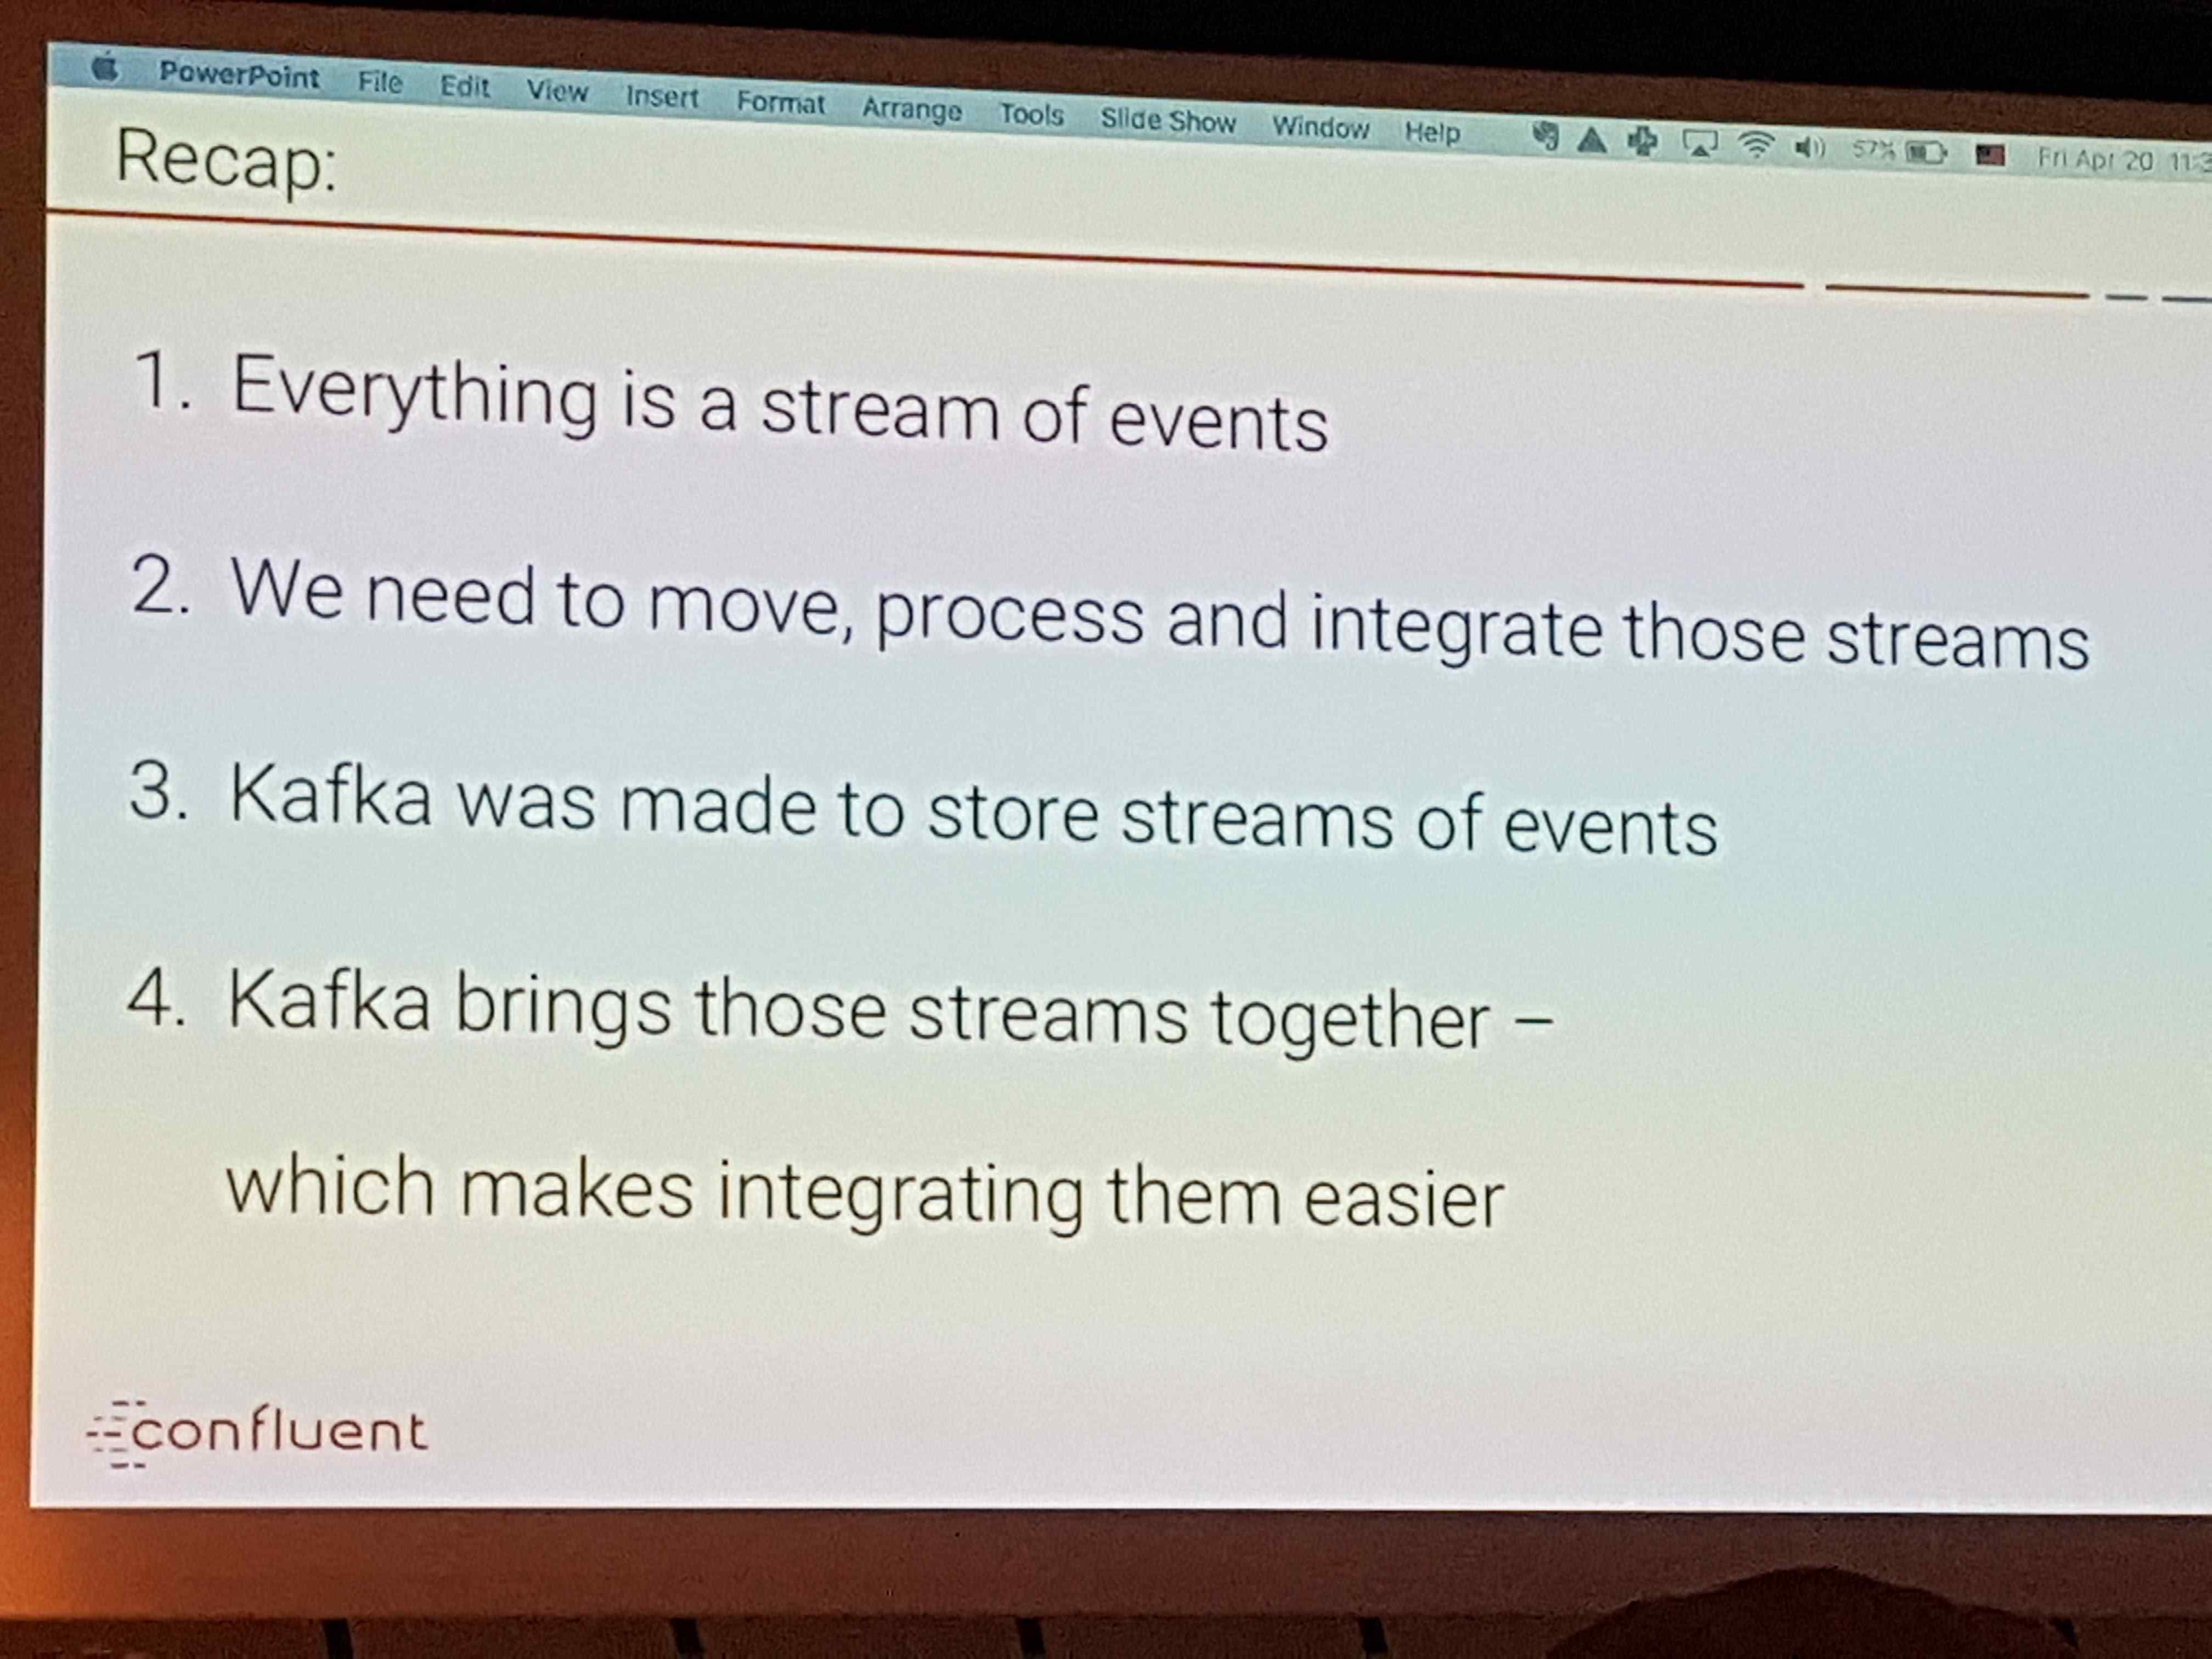 PowerPoint File Edit View Insert Format Arrange Tools Slide Show Window Help 57% Fri Apr 20
Recap:
1. Everything is a stream of events
2. We need to move, process and integrate those streams
3. Kafka was made to store streams of events
4. Kafka brings those streams together –
which makes integrating them easier
confluent